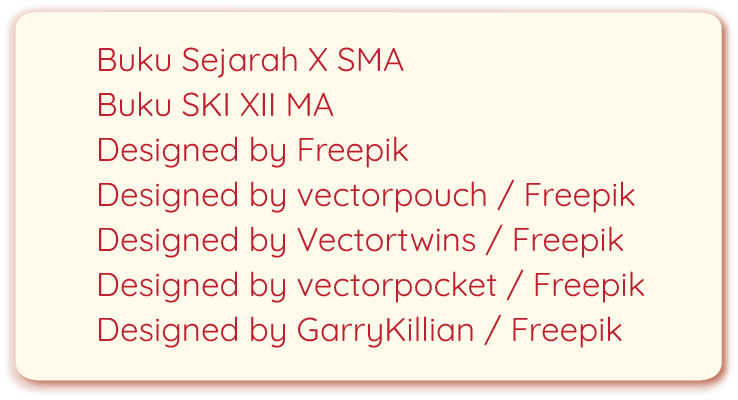 Buku Sejarah X SMA
Buku SKI XII MA
Designed by Freepik
Designed by vectorpouch / Freepik
Designed by Vectortwins / Freepik
Designed by vectorpocket / Freepik
Designed by GarryKillian / Freepik